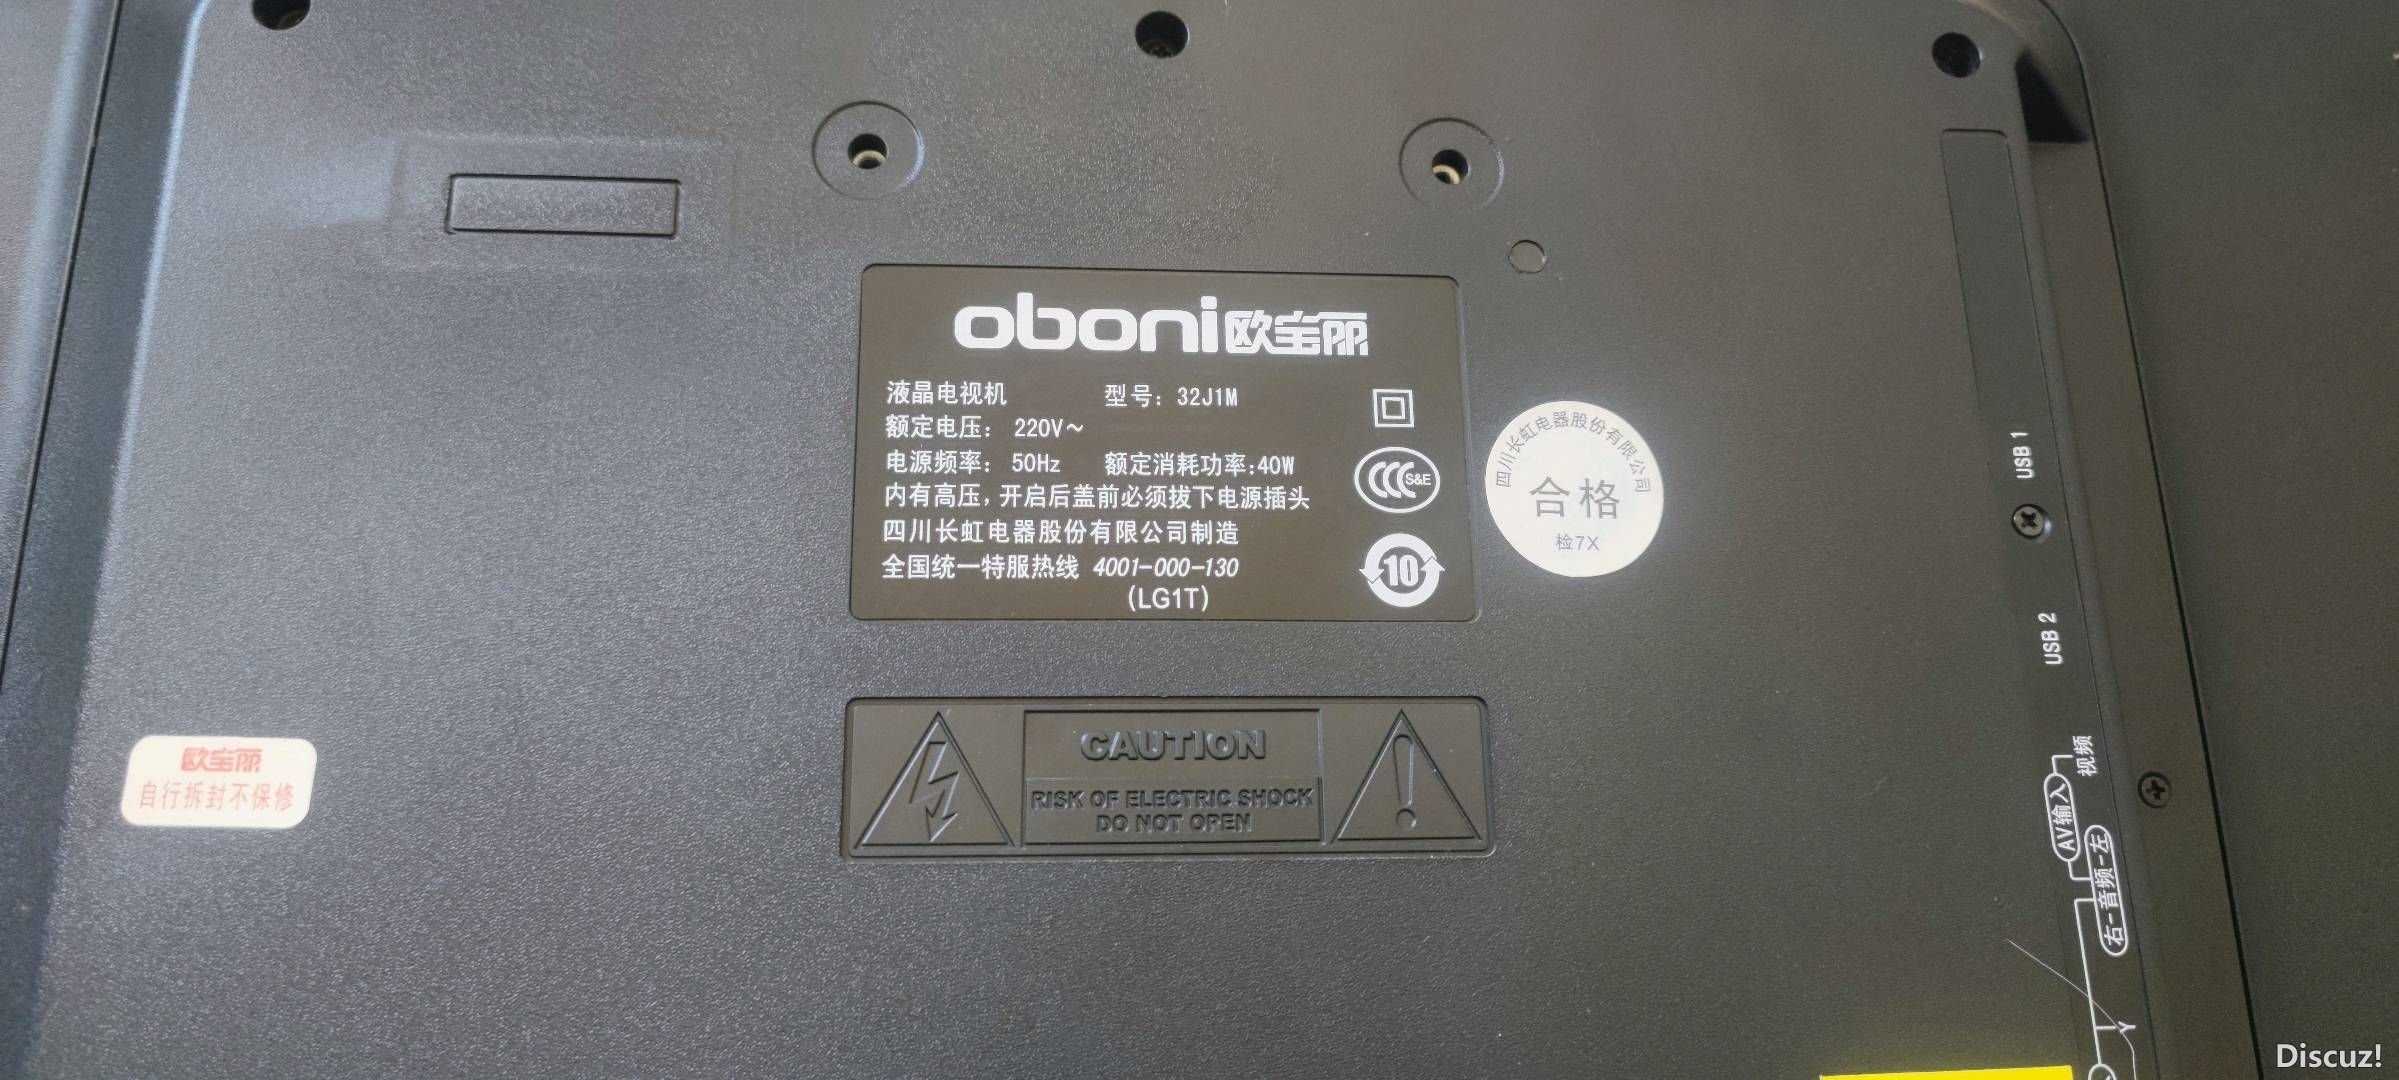 oboni欧宝丽
液晶电视机 型号：32J1M
额定电压： 220V～
电源频率： 50Hz 额定消耗功率:40W
内有高压，开启后盖前必须拔下电源插头
四川长虹电器股份有限公司制造
全国统一特服热线 4001-000-130
(LG1T)
S&E
10
四川长虹电器股份有限公司
合格
检7X
CAUTION
RISK OF ELECTRIC SHOCK
DO NOT OPEN
欧宝丽
自行拆封不保修
USB 1
USB 2
视频
AV输入
右-音频-左
Y
Discuz!